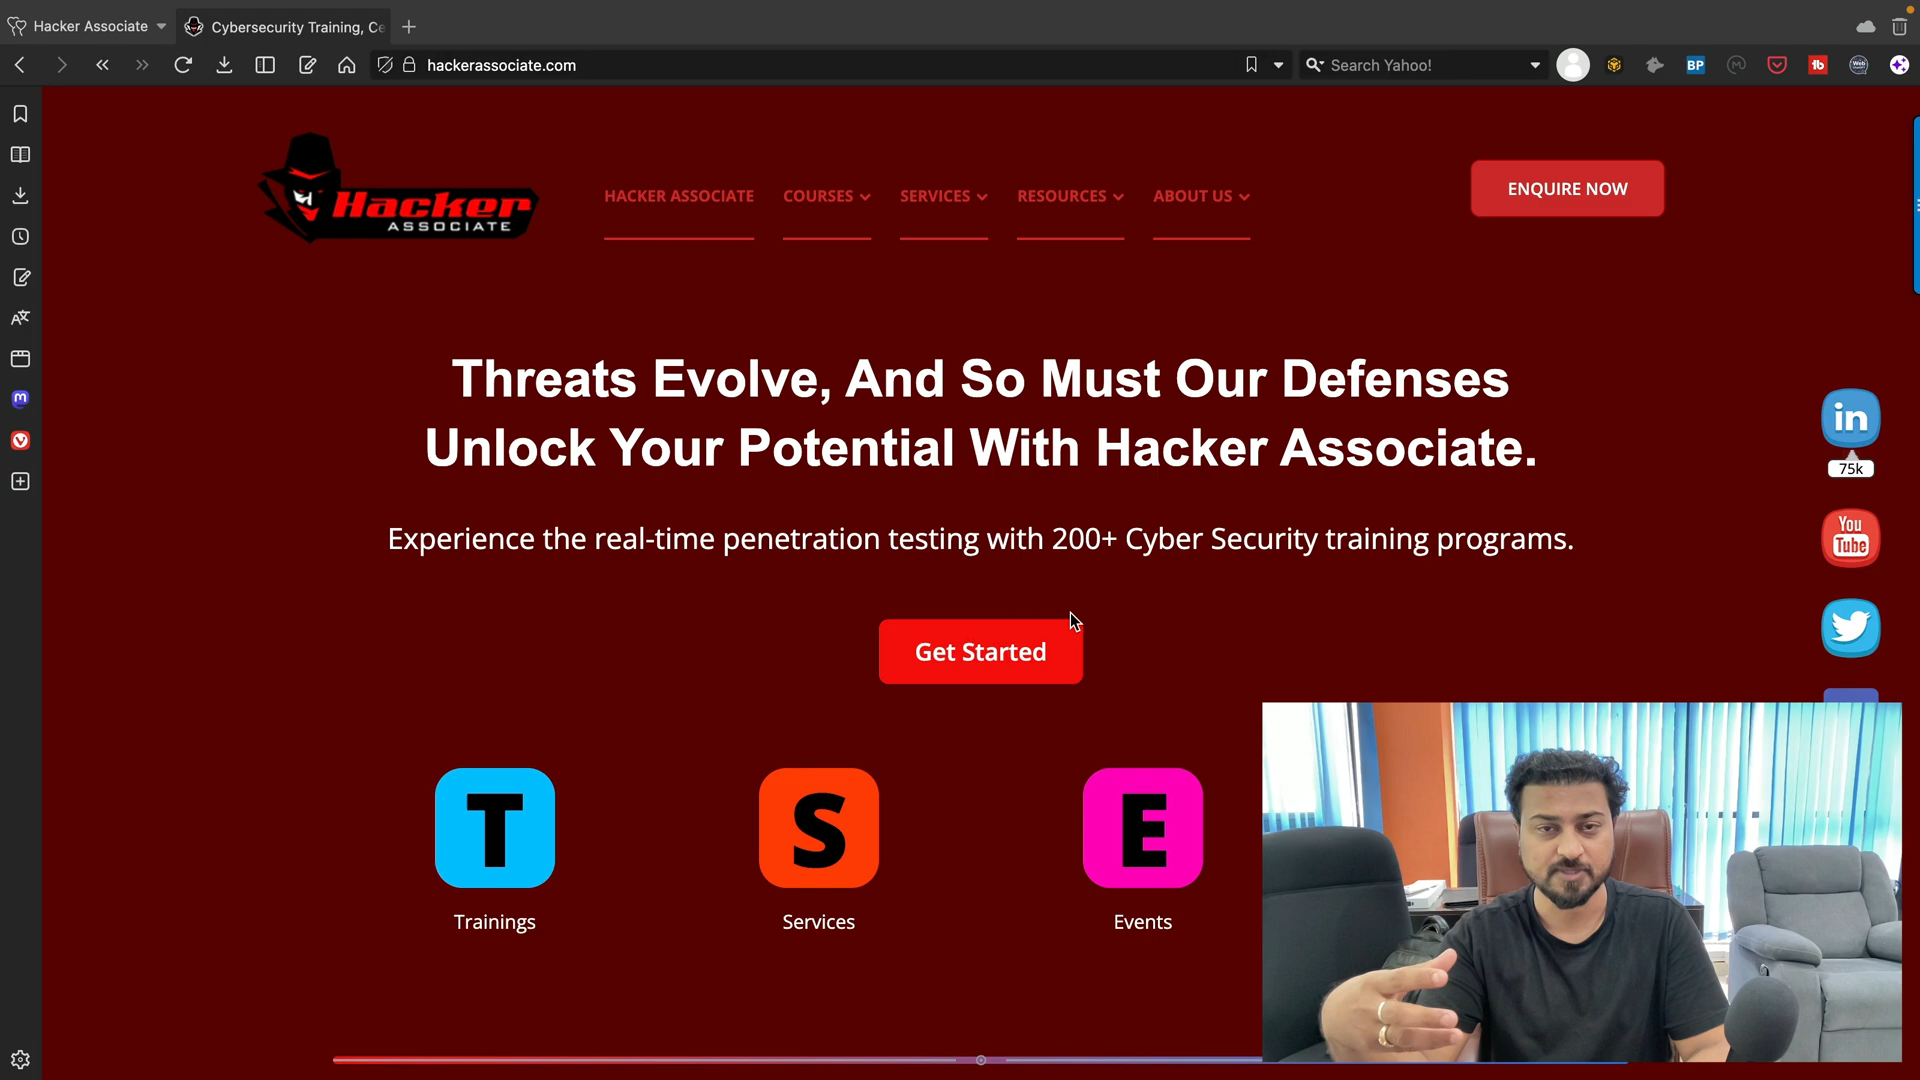 Hacker Associate
Cybersecurity Training, Ce
hackerassociate.com
Search Yahoo!
BP
M
1b
Web
m
Hacker
ASSOCIATE
HACKER ASSOCIATE
COURSES
SERVICES
RESOURCES
ABOUT US
ENQUIRE NOW
Threats Evolve, And So Must Our Defenses
Unlock Your Potential With Hacker Associate.
Experience the real-time penetration testing with 200+ Cyber Security training programs.
Get Started
in
75k
You
Tube
T
S
E
Trainings
Services
Events